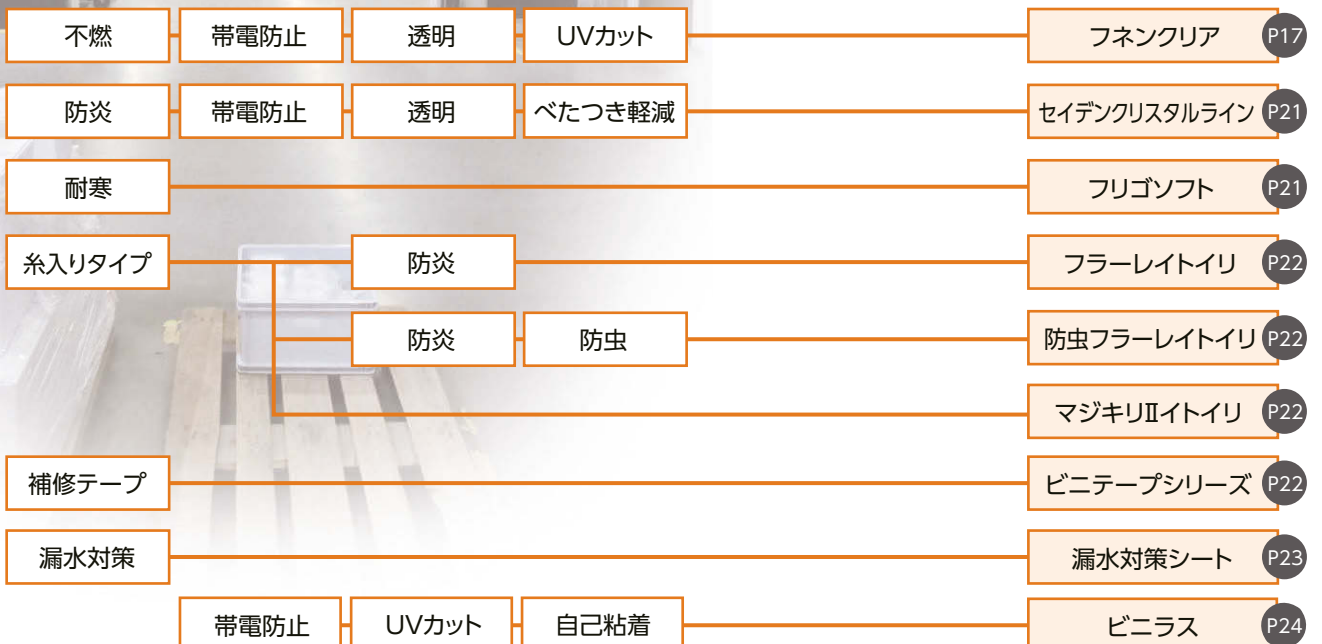 不燃 帯電防止 透明 UVカット フネンクリア P17
防炎 帯電防止 透明 べたつき軽減 セイデンクリスタルライン P21
耐寒 フリゴソフト P21
糸入りタイプ 防炎 フラーレイトイリ P22
防炎 防虫 防虫フラーレイトイリ P22
マジキリⅡイトイリ P22
補修テープ ビニテープシリーズ P22
漏水対策 漏水対策シート P23
帯電防止 UVカット 自己粘着 ビニラス P24